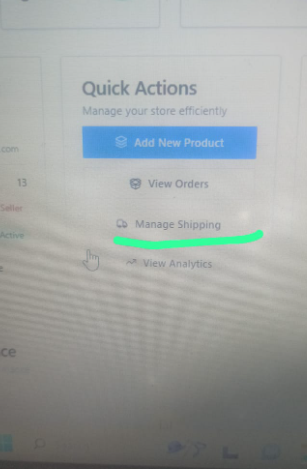 Quick Actions
Manage your store efficiently
Add New Product
.com
View Orders
13
Seller
Manage Shipping
Active
View Analytics
ce